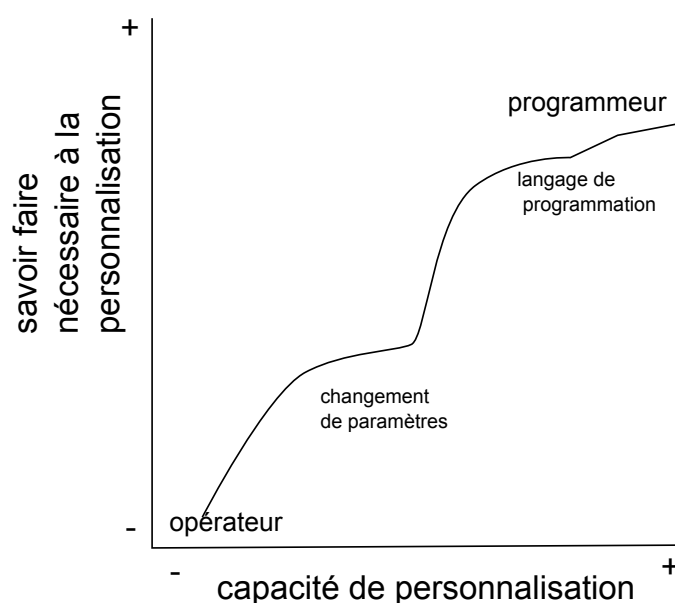 +
programmeur
langage de
programmation
savoir faire
nécessaire à la
personnalisation
changement
de paramètres
opérateur
-
-
+
capacité de personnalisation